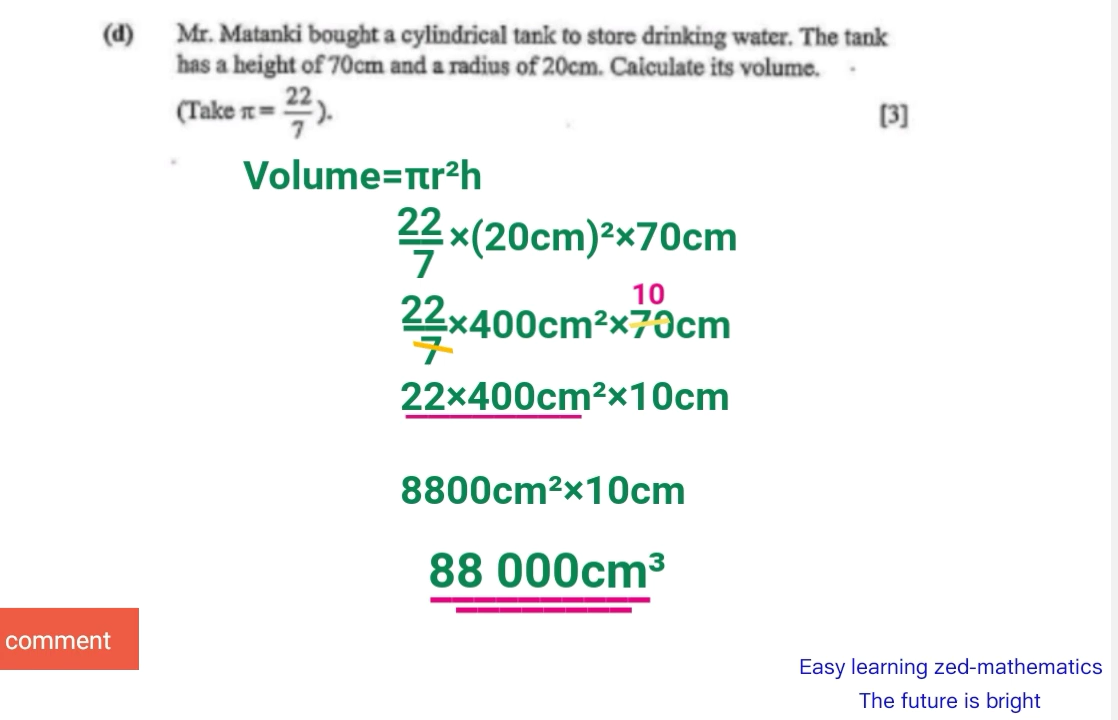 (d) Mr. Matanki bought a cylindrical tank to store drinking water. The tank
has a height of 70cm and a radius of 20cm. Calculate its volume.
(Take π = 22/7). [3]
Volume=πr²h
22/7 ×(20cm)²×70cm
10
22/7×400cm²×70cm
22×400cm²×10cm
8800cm²×10cm
88 000cm³
comment
Easy learning zed-mathematics
The future is bright